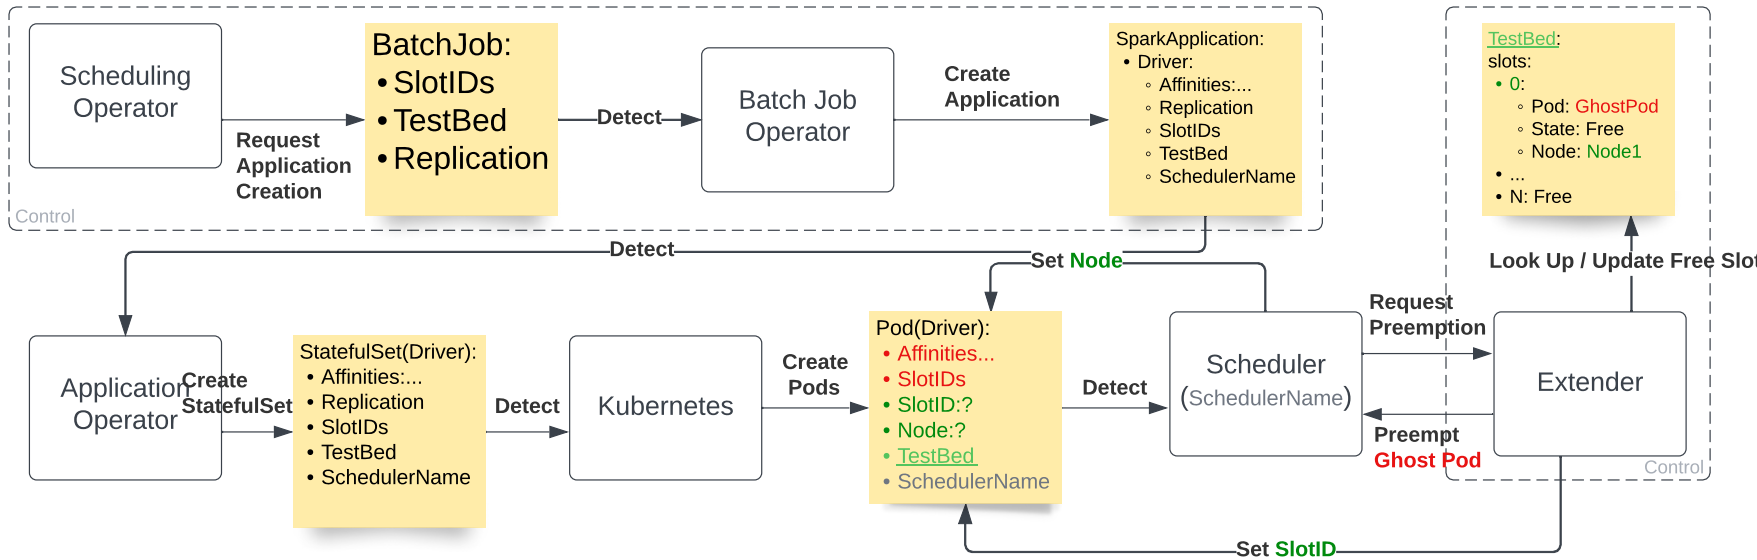 Scheduling
Operator
Request
Application
Creation
Control
BatchJob:
• SlotIDs
• TestBed
• Replication
Detect
Batch Job
Operator
Create
Application
SparkApplication:
• Driver:
◦ Affinities:...
◦ Replication
◦ SlotIDs
◦ TestBed
◦ SchedulerName
TestBed:
slots:
• 0:
◦ Pod: GhostPod
◦ State: Free
◦ Node: Node1
• ...
• N: Free
Detect
Set Node
Look Up / Update Free Slot
Application
Operator
Create
StatefulSet
StatefulSet(Driver):
• Affinities:...
• Replication
• SlotIDs
• TestBed
• SchedulerName
Detect
Kubernetes
Create
Pods
Pod(Driver):
• Affinities...
• SlotIDs
• SlotID:?
• Node:?
• TestBed
• SchedulerName
Detect
Scheduler
(SchedulerName)
Request
Preemption
Preempt
Ghost Pod
Extender
Control
Set SlotID